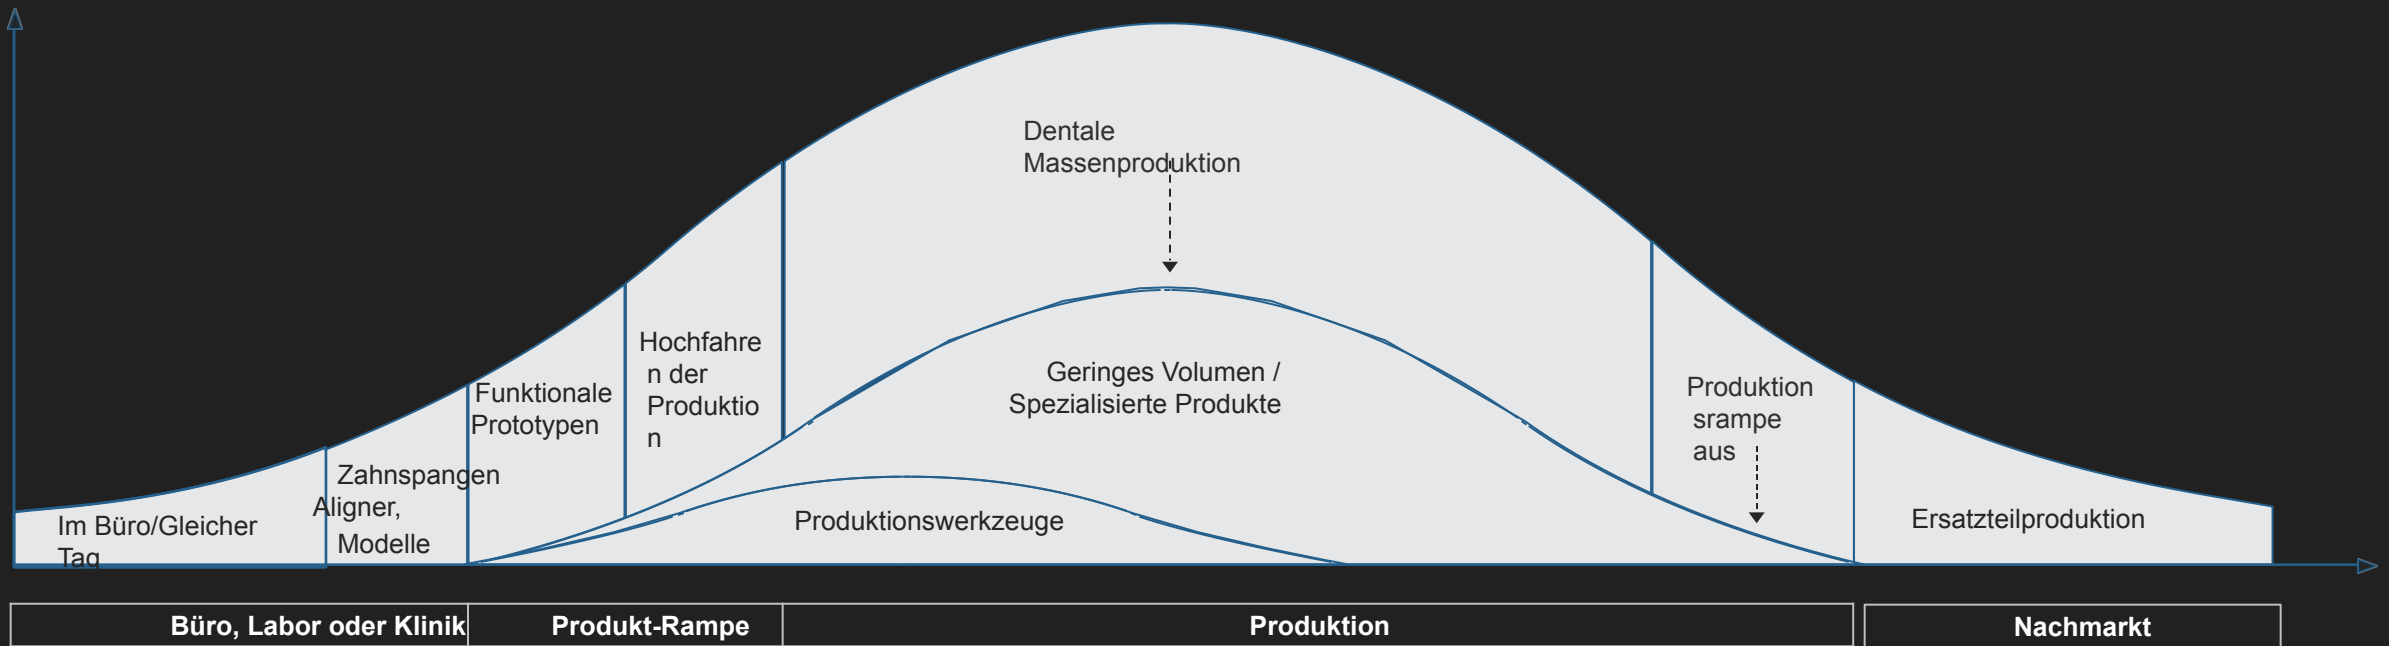 Dentale
Massenproduktion
Hochfahre
n der
Produktio
n
Funktionale
Prototypen
Geringes Volumen /
Spezialisierte Produkte
Produktion
srampe
aus
Zahnspangen
Aligner,
Modelle
Im Büro/Gleicher
Tag
Produktionswerkzeuge
Ersatzteilproduktion
Büro, Labor oder Klinik
Produkt-Rampe
Produktion
Nachmarkt